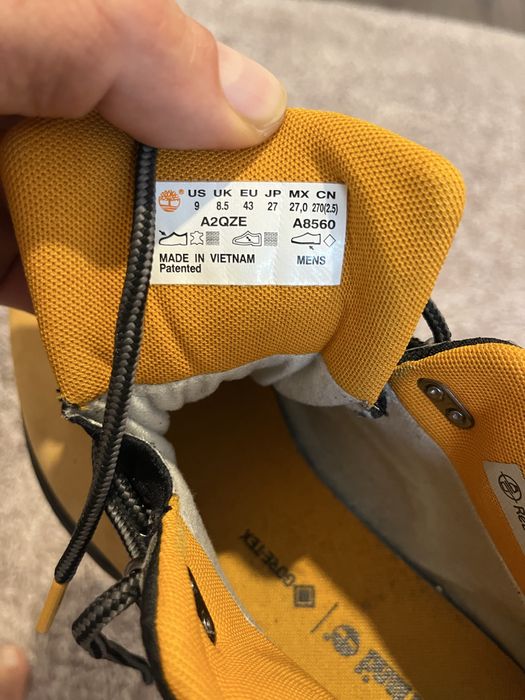 US UK EU JP MX CN
9 8.5 43 27 27,0 270(2.5)
A2QZE A8560
MADE IN VIETNAM
Patented
MENS
GORE-TEX